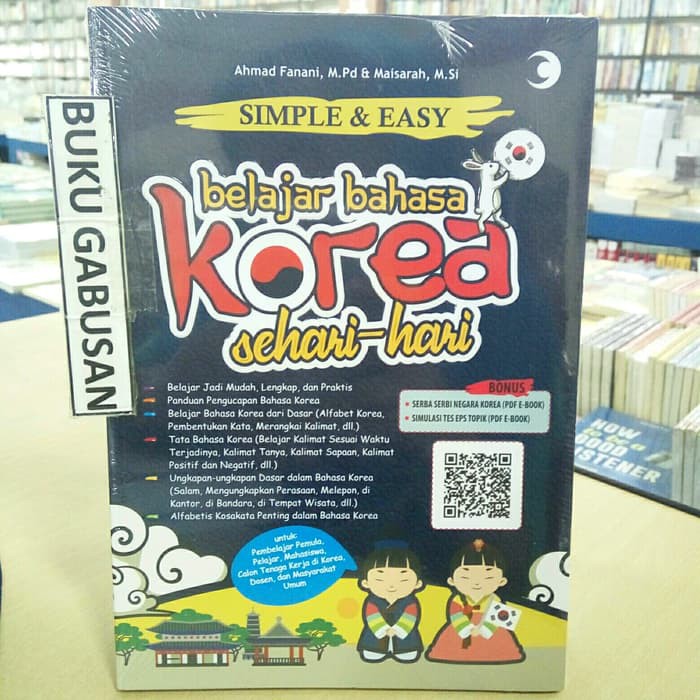 Ahmad Fanani, M.Pd & Maisarah, M.Si
SIMPLE & EASY
belajar bahasa
korea
sehari-hari
BUKU GABUSAN
Belajar Jadi Mudah, Lengkap, dan Praktis
Panduan Pengucapan Bahasa Korea
Belajar Bahasa Korea dari Dasar (Alfabet Korea,
Pembentukan Kata, Merangkai Kalimat, dll.)
Tata Bahasa Korea (Belajar Kalimat Sesuai Waktu
Terjadinya, Kalimat Tanya, Kalimat Sapaan, Kalimat
Positif dan Negatif, dll.)
Ungkapan-ungkapan Dasar dalam Bahasa Korea
(Salam, Mengungkapkan Perasaan, Melepon, di
Kantor, di Bandara, di Tempat Wisata, dll.)
Alfabetis Kosakata Penting dalam Bahasa Korea
BONUS :
• SERBA SERBI NEGARA KOREA (PDF E-BOOK)
• SIMULASI TES EPS TOPIK (PDF E-BOOK)
untuk:
Pembelajar Pemula,
Pelajar, Mahasiswa,
Calon Tenaga Kerja di Korea,
Dosen, dan Masyarakat
Umum
HOW
GOOD
LISTENER